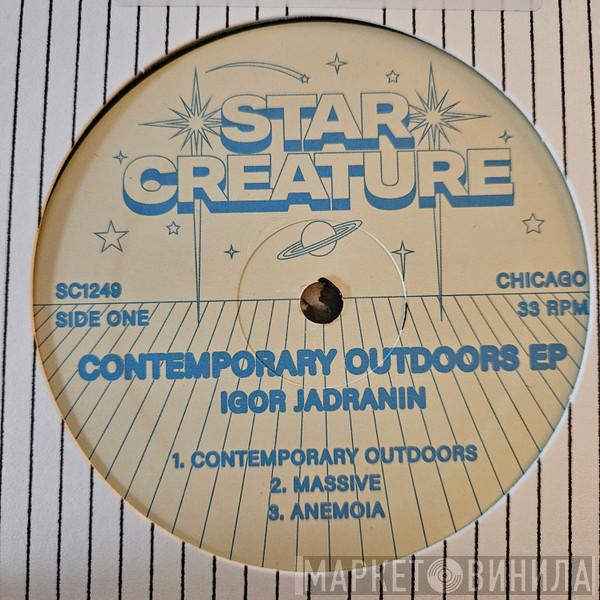 STAR
CREATURE
SC1249
SIDE ONE
CHICAGO
33 RPM
CONTEMPORARY OUTDOORS EP
IGOR JADRANIN
1. CONTEMPORARY OUTDOORS
2. MASSIVE
3. ANEMOIA
МАРКЕТ ВИНИЛА